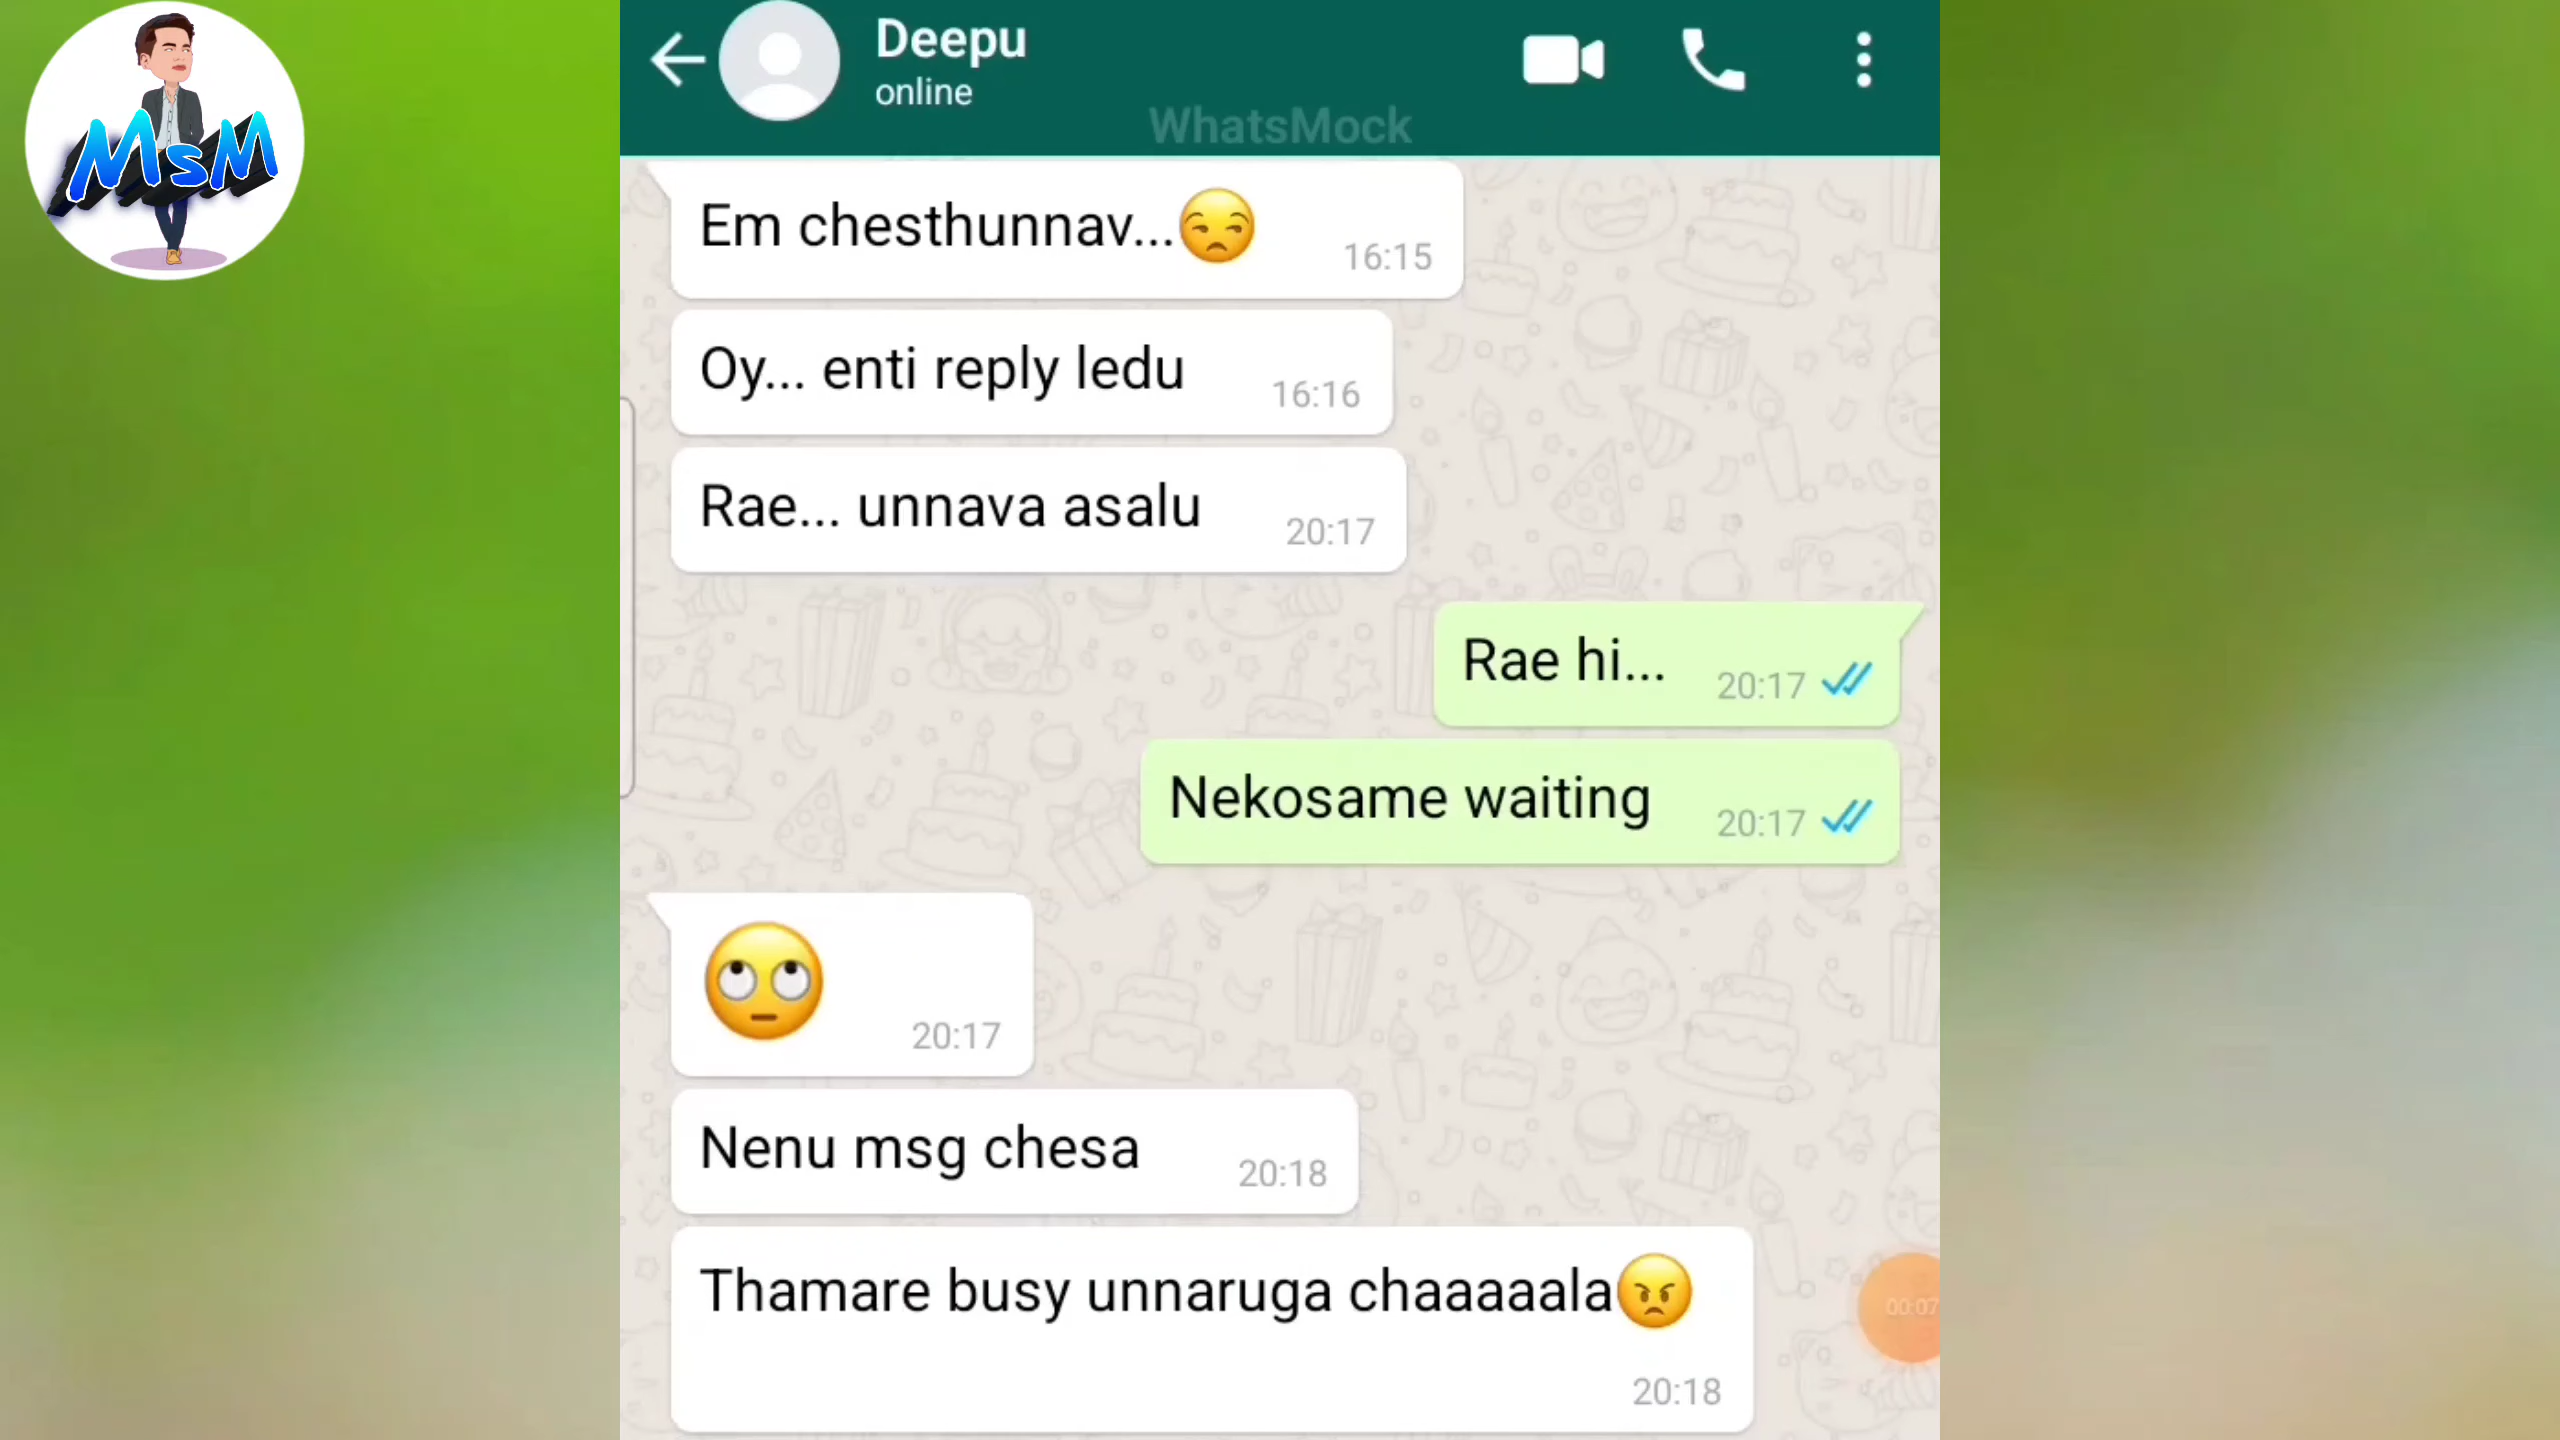 MsM
Deepu
online
WhatsMock
Em chesthunnav...😒
16:15
Oy... enti reply ledu
16:16
Rae... unnava asalu
20:17
Rae hi...
20:17
Nekosame waiting
20:17
🙄
20:17
Nenu msg chesa
20:18
Thamare busy unnaruga chaaaaala😠
20:18
00:07